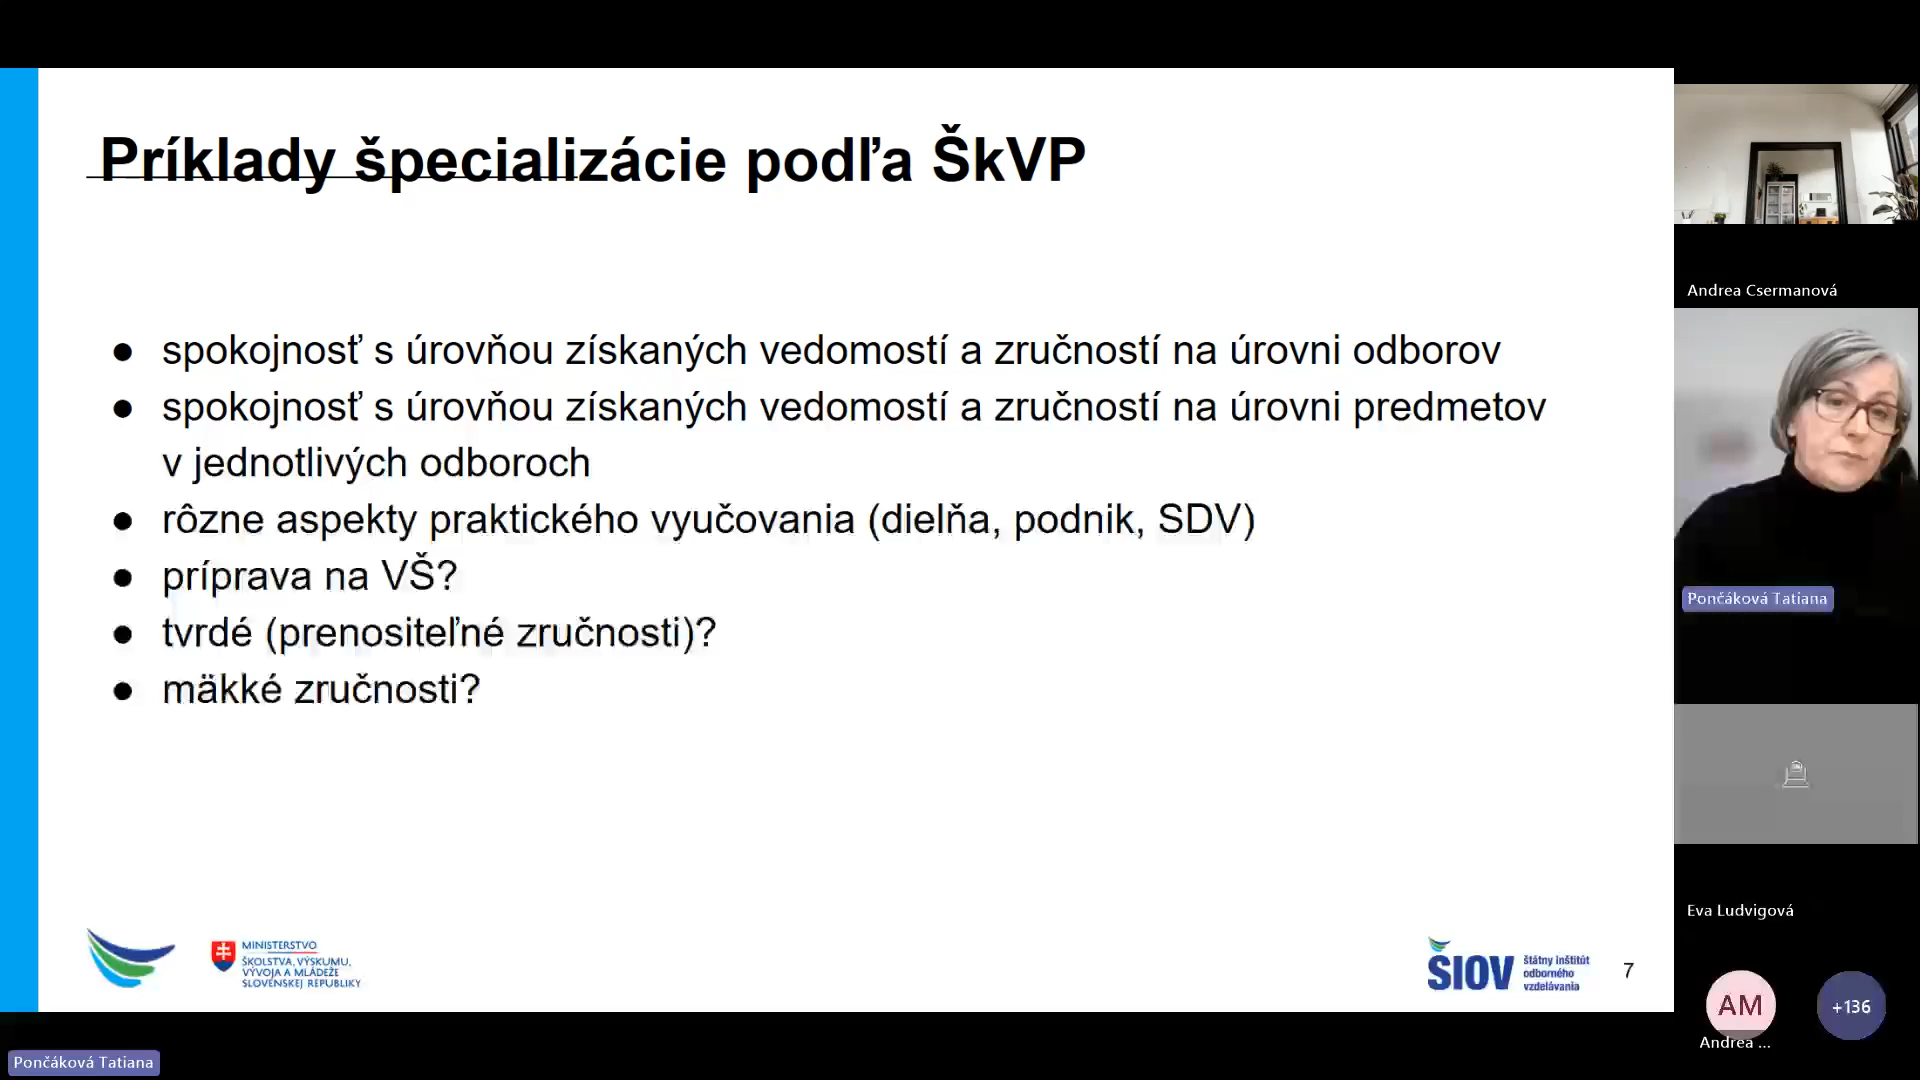 Príklady špecializácie podľa ŠkVP
● spokojnosť s úrovňou získaných vedomostí a zručností na úrovni odborov
● spokojnosť s úrovňou získaných vedomostí a zručností na úrovni predmetov
v jednotlivých odboroch
● rôzne aspekty praktického vyučovania (dielňa, podnik, SDV)
● príprava na VŠ?
● tvrdé (prenositeľné zručnosti)?
● mäkké zručnosti?
MINISTERSTVO
ŠKOLSTVA, VÝSKUMU,
VÝVOJA A MLÁDEŽE
SLOVENSKEJ REPUBLIKY
ŠIOV
štátny inštitút
odborného
vzdelávania
7
Andrea Csermanová
Pončáková Tatiana
Eva Ludvigová
AM
+136
Andrea ...
Pončáková Tatiana